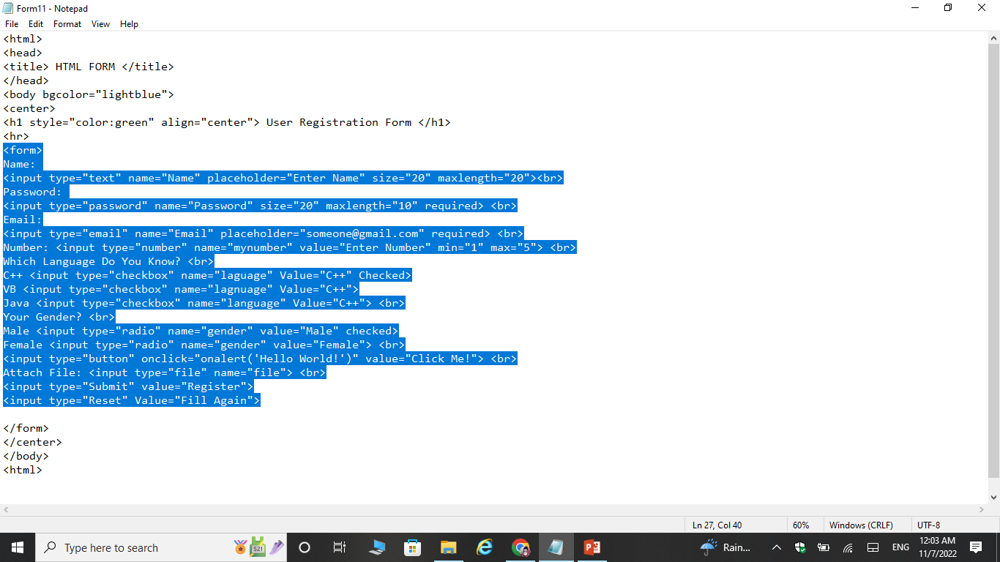 Form11 - Notepad
File Edit Format View Help
<html>
<head>
<title> HTML FORM </title>
</head>
<body bgcolor="lightblue">
<center>
<h1 style="color:green" align="center"> User Registration Form </h1>
<hr>
<form>
Name:
<input type="text" name="Name" placeholder="Enter Name" size="20" maxlength="20"><br>
Password:
<input type="password" name="Password" size="20" maxlength="10" required> <br>
Email:
<input type="email" name="Email" placeholder="someone@gmail.com" required> <br>
Number: <input type="number" name="mynumber" value="Enter Number" min="1" max="5"> <br>
Which Language Do You Know? <br>
C++ <input type="checkbox" name="laguage" Value="C++" Checked>
VB <input type="checkbox" name="lagnuage" Value="C++">
Java <input type="checkbox" name="language" Value="C++"> <br>
Your Gender? <br>
Male <input type="radio" name="gender" value="Male" checked>
Female <input type="radio" name="gender" value="Female"> <br>
<input type="button" onclick="onalert('Hello World!')" value="Click Me!"> <br>
Attach File: <input type="file" name="file"> <br>
<input type="Submit" value="Register">
<input type="Reset" Value="Fill Again">
</form>
</center>
</body>
<html>
Ln 27, Col 40 60% Windows (CRLF) UTF-8
Type here to search 521 Rain... ENG 12:03 AM
11/7/2022